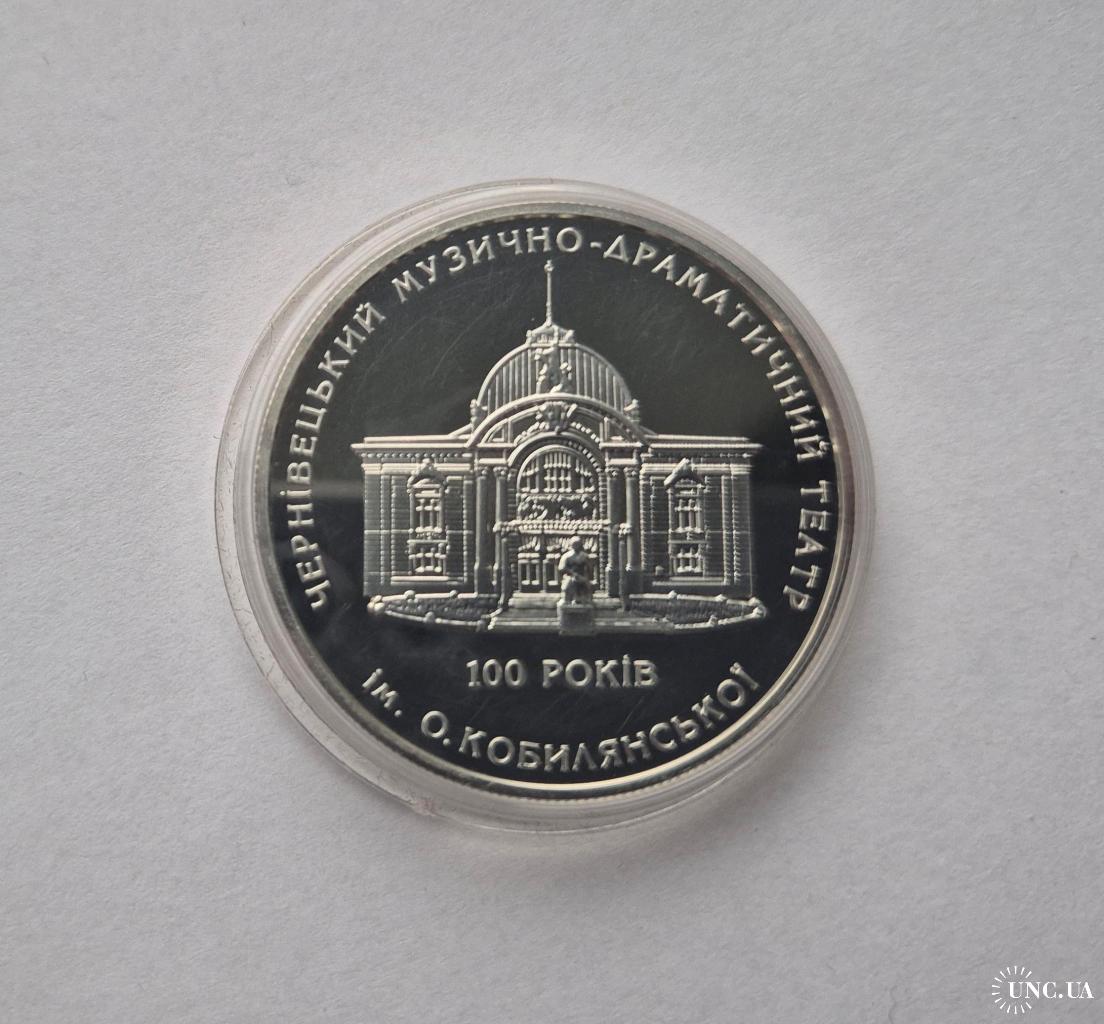 ЧЕРНІВЕЦЬКИЙ МУЗИЧНО-ДРАМАТИЧНИЙ ТЕАТР
100 РОКІВ
ім. О. КОБИЛЯНСЬКОЇ
UNC.UA